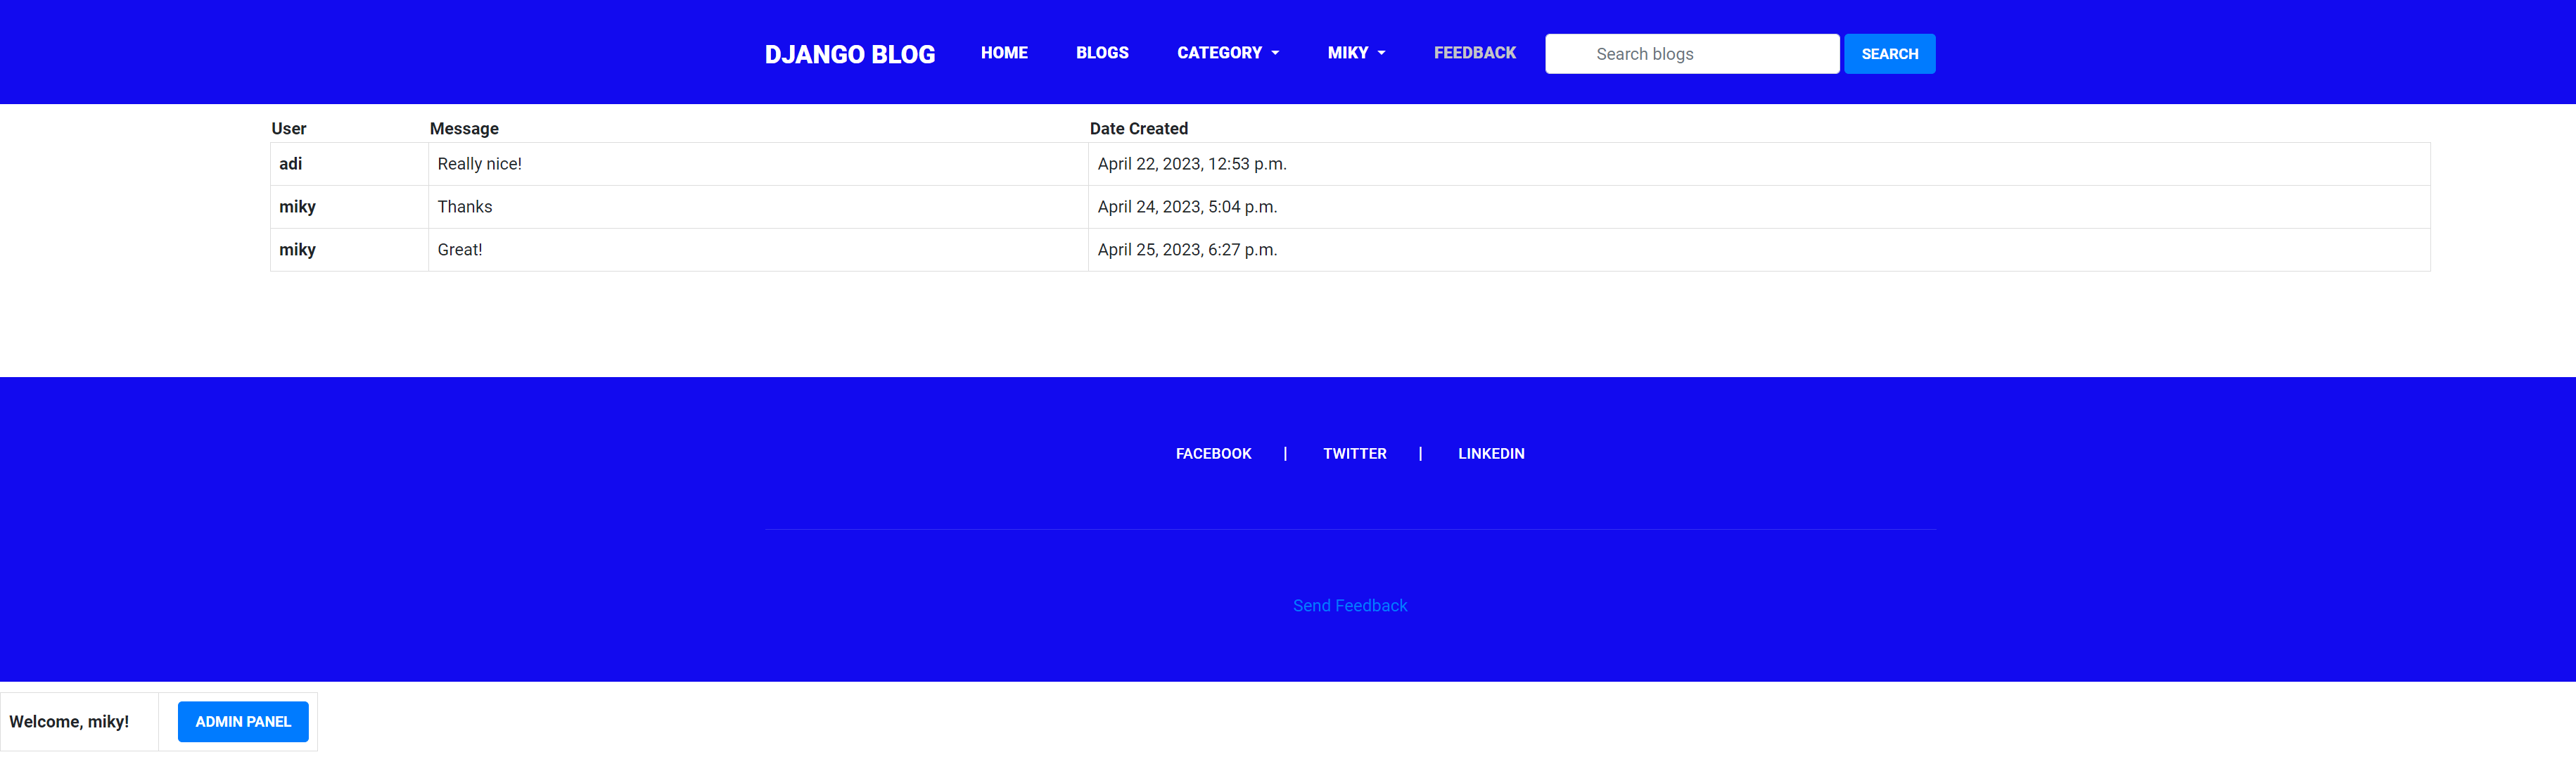 DJANGO BLOG HOME BLOGS CATEGORY MIKY FEEDBACK Search blogs SEARCH
User Message Date Created
adi Really nice! April 22, 2023, 12:53 p.m.
miky Thanks April 24, 2023, 5:04 p.m.
miky Great! April 25, 2023, 6:27 p.m.
FACEBOOK | TWITTER | LINKEDIN
Send Feedback
Welcome, miky! ADMIN PANEL